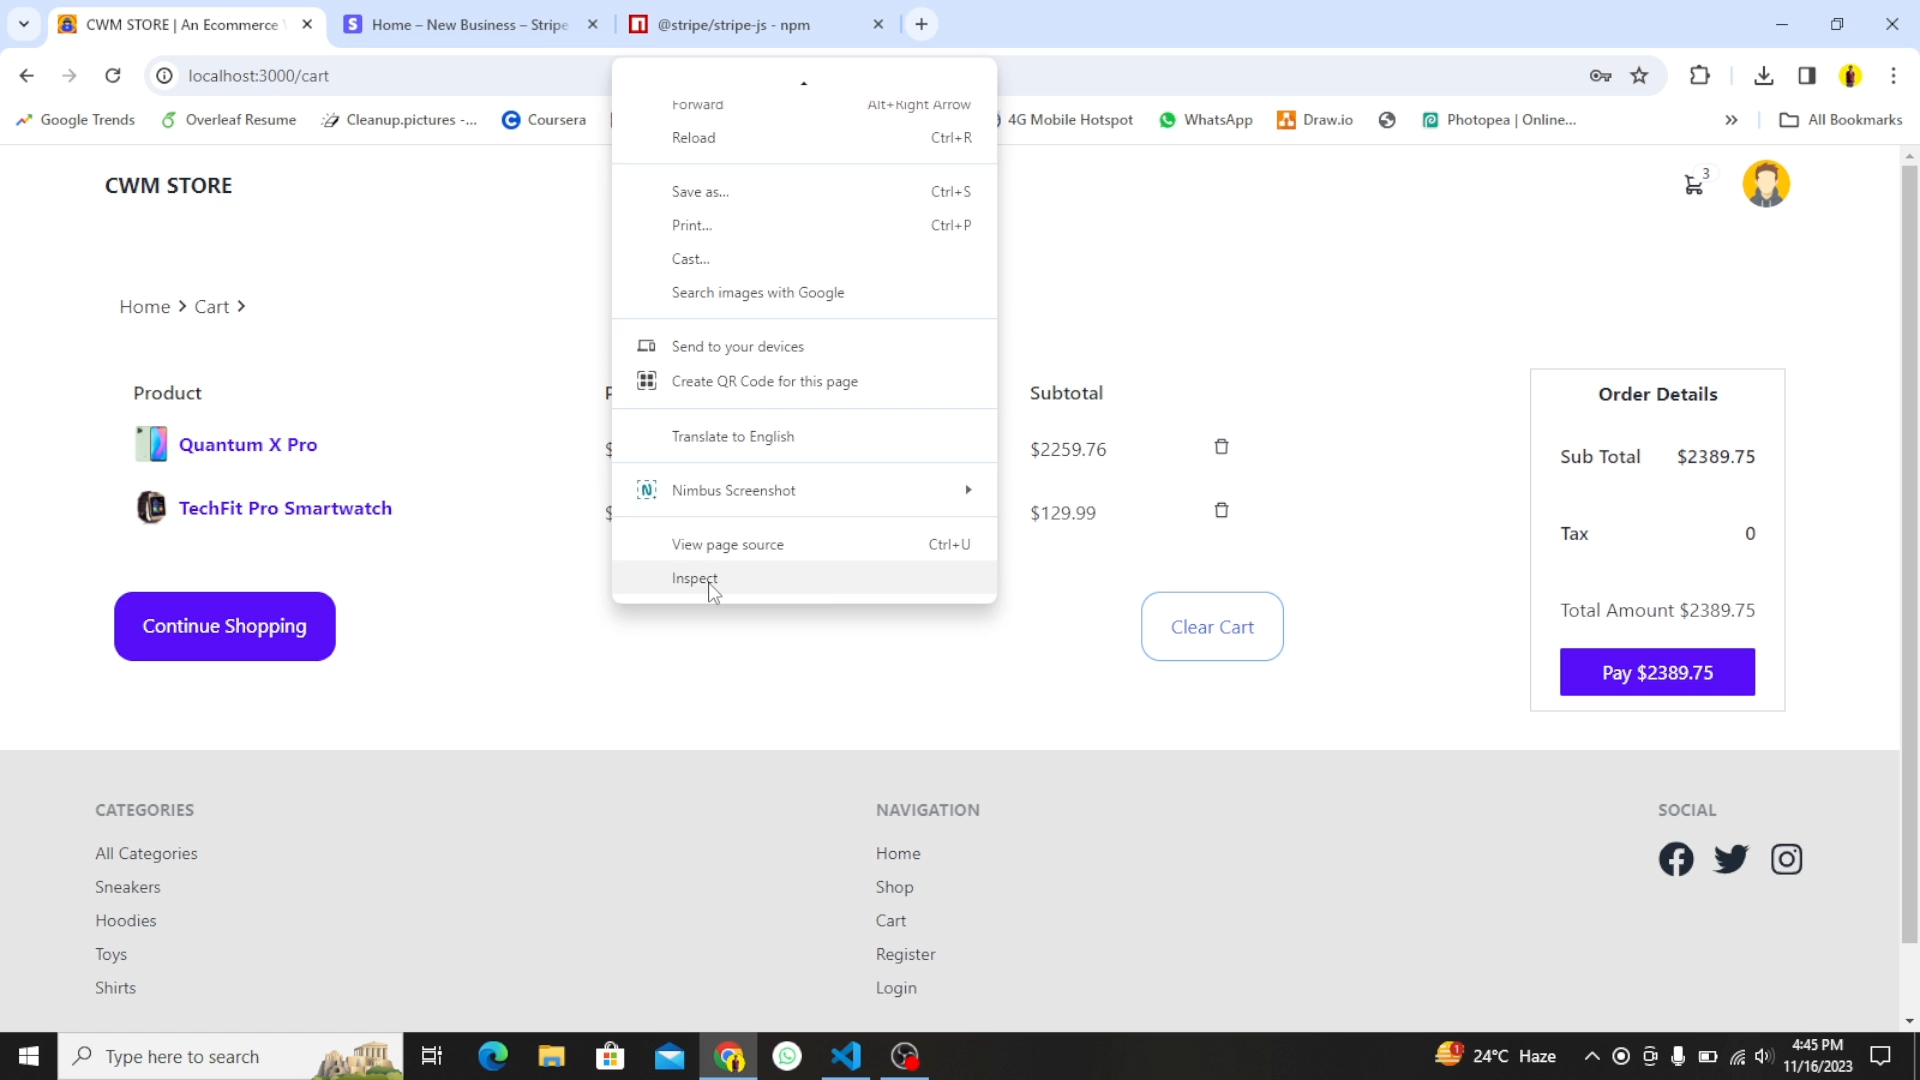 CWM STORE | An Ecommerce
Home – New Business – Stripe
@stripe/stripe-js - npm
localhost:3000/cart
Google Trends
Overleaf Resume
Cleanup.pictures -...
Coursera
4G Mobile Hotspot
WhatsApp
Draw.io
Photopea | Online...
All Bookmarks
Forward Alt+Right Arrow
Reload Ctrl+R
Save as... Ctrl+S
Print... Ctrl+P
Cast...
Search images with Google
Send to your devices
Create QR Code for this page
Translate to English
Nimbus Screenshot
View page source Ctrl+U
Inspect
CWM STORE
3
Home > Cart >
Product
Subtotal
Quantum X Pro
$2259.76
TechFit Pro Smartwatch
$129.99
Continue Shopping
Clear Cart
Order Details
Sub Total $2389.75
Tax 0
Total Amount $2389.75
Pay $2389.75
CATEGORIES
All Categories
Sneakers
Hoodies
Toys
Shirts
NAVIGATION
Home
Shop
Cart
Register
Login
SOCIAL
Type here to search
24°C Haze
4:45 PM
11/16/2023